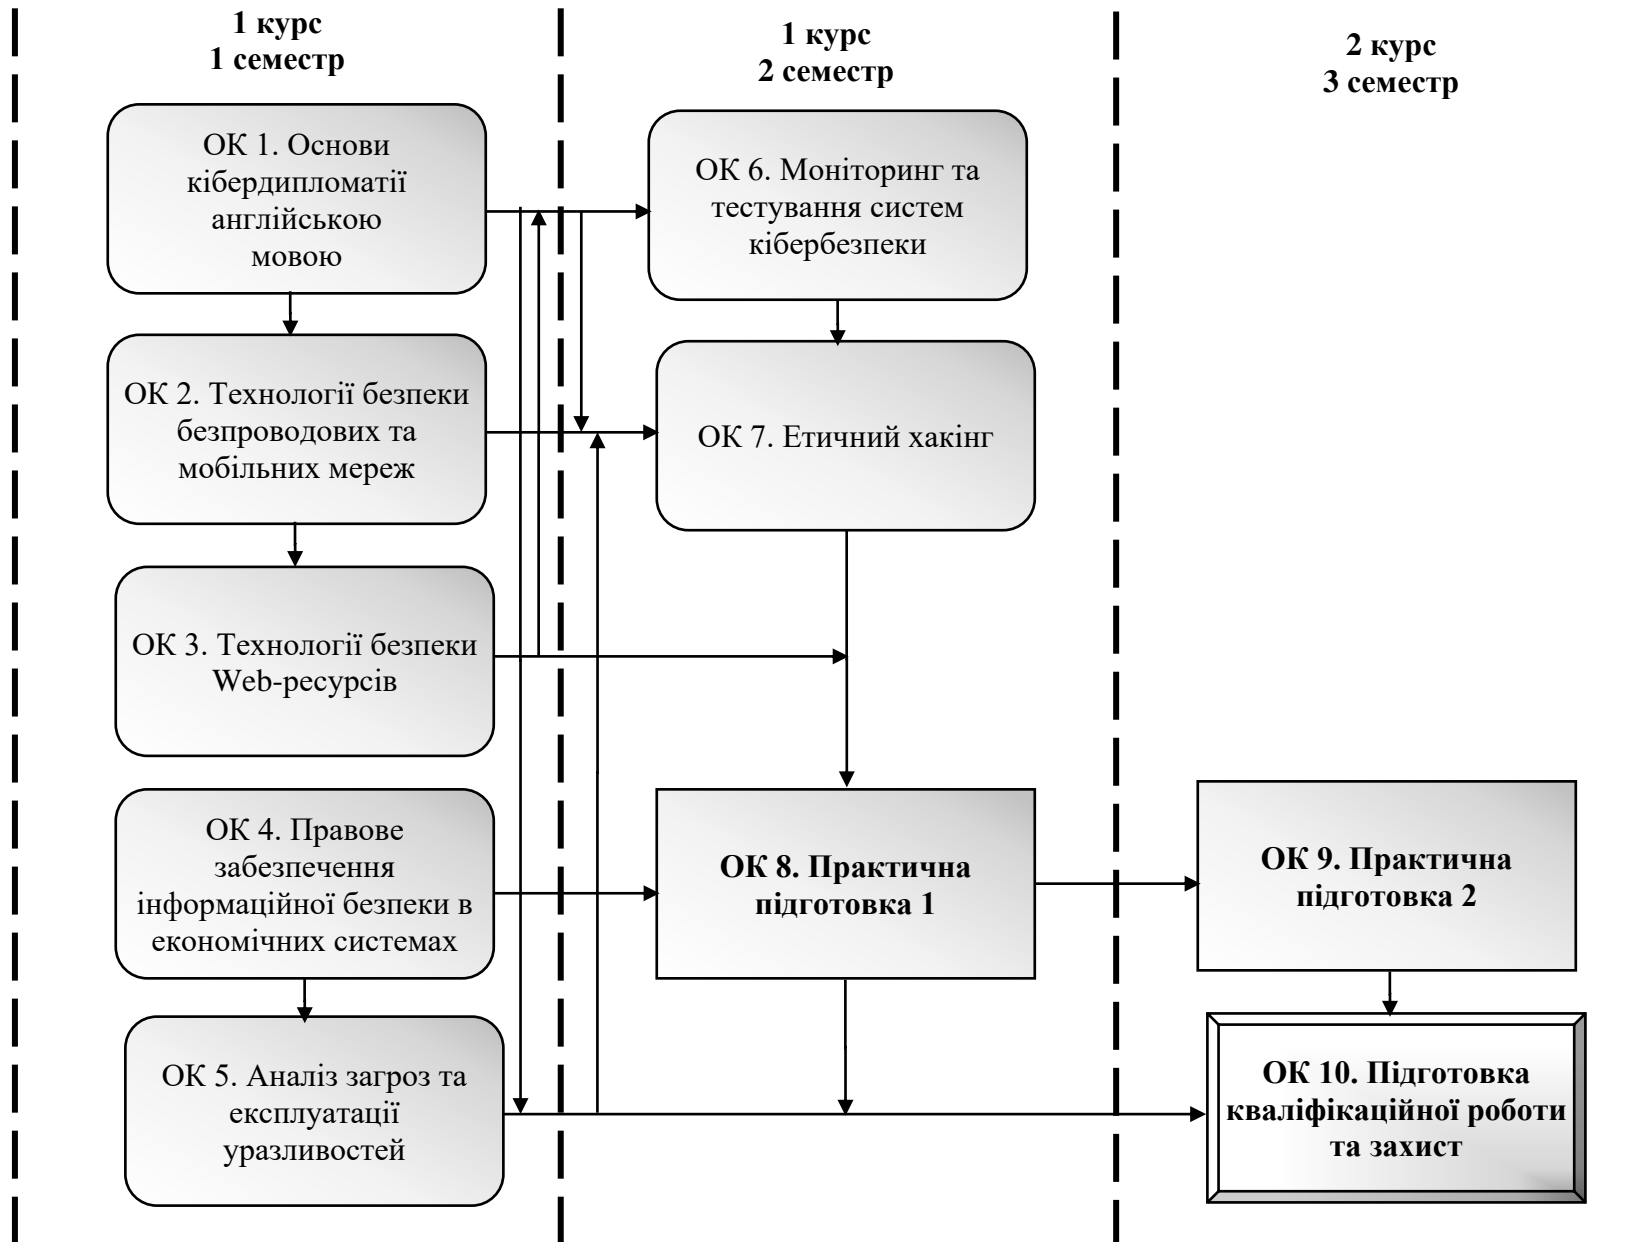 1 курс
1 семестр
1 курс
2 семестр
2 курс
3 семестр
ОК 1. Основи
кібердипломатії
англійською
мовою
ОК 2. Технології безпеки
безпроводових та
мобільних мереж
ОК 3. Технології безпеки
Web-ресурсів
ОК 4. Правове
забезпечення
інформаційної безпеки в
економічних системах
ОК 5. Аналіз загроз та
експлуатації
уразливостей
ОК 6. Моніторинг та
тестування систем
кібербезпеки
ОК 7. Етичний хакінг
ОК 8. Практична
підготовка 1
ОК 9. Практична
підготовка 2
ОК 10. Підготовка
кваліфікаційної роботи
та захист